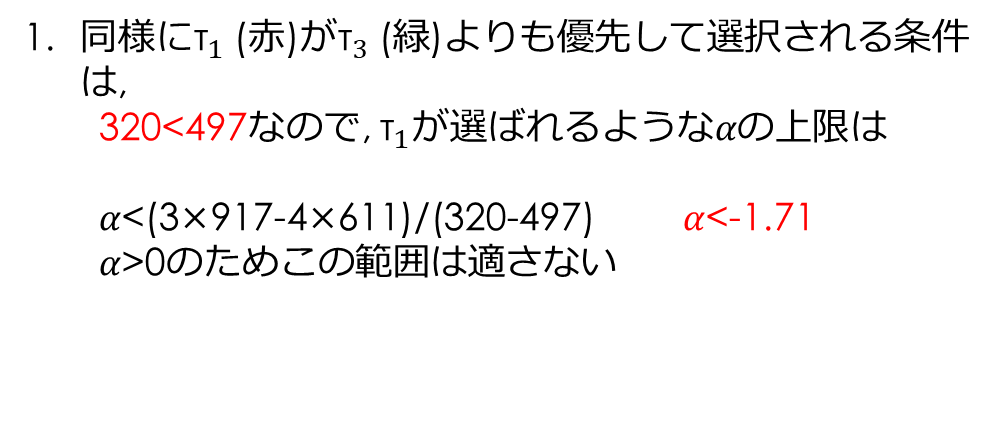 1. 同様にτ₁ (赤)がτ₃ (緑)よりも優先して選択される条件
は,
320<497なので, τ₁が選ばれるような𝛼の上限は
𝛼<(3×917-4×611)/(320-497) 𝛼<-1.71
𝛼>0のためこの範囲は適さない